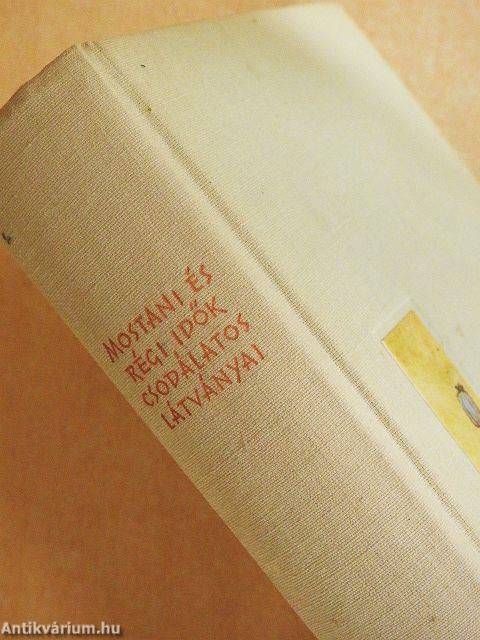 MOSTANI ÉS
RÉGI IDŐK
CSODÁLATOS
LÁTVÁNYAI
Antikvárium.hu